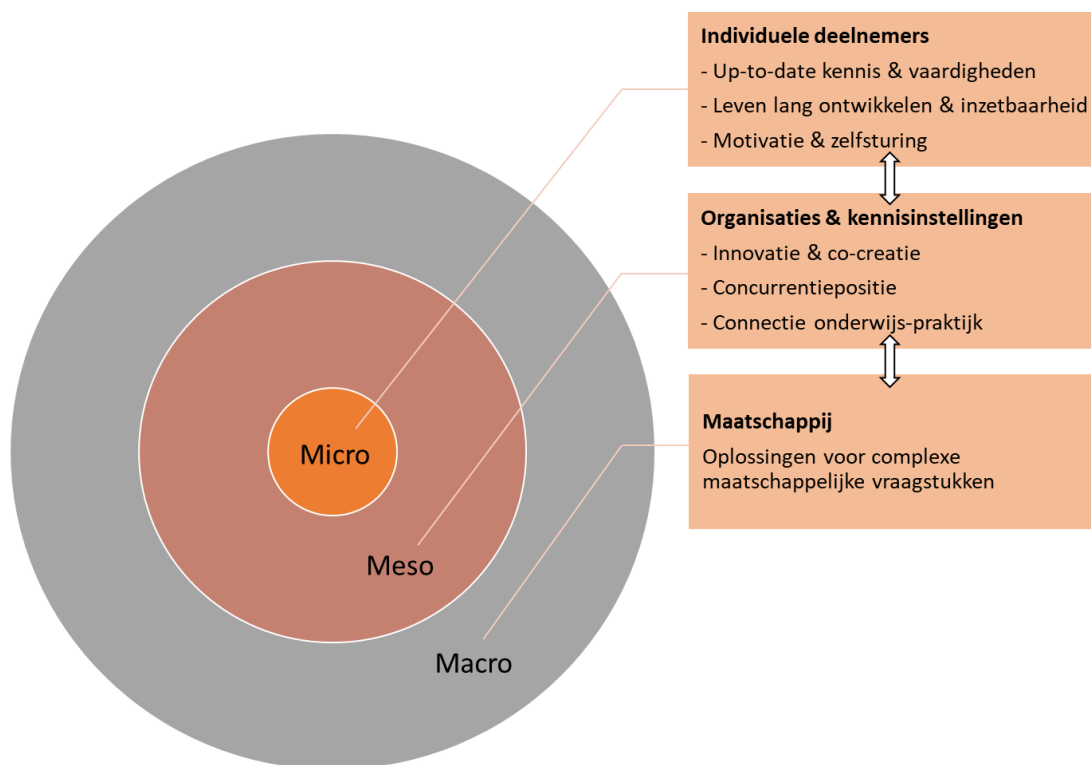 Individuele deelnemers
- Up-to-date kennis & vaardigheden
- Leven lang ontwikkelen & inzetbaarheid
- Motivatie & zelfsturing
Organisaties & kennisinstellingen
- Innovatie & co-creatie
- Concurrentiepositie
- Connectie onderwijs-praktijk
Maatschappij
Oplossingen voor complexe
maatschappelijke vraagstukken
Micro
Meso
Macro